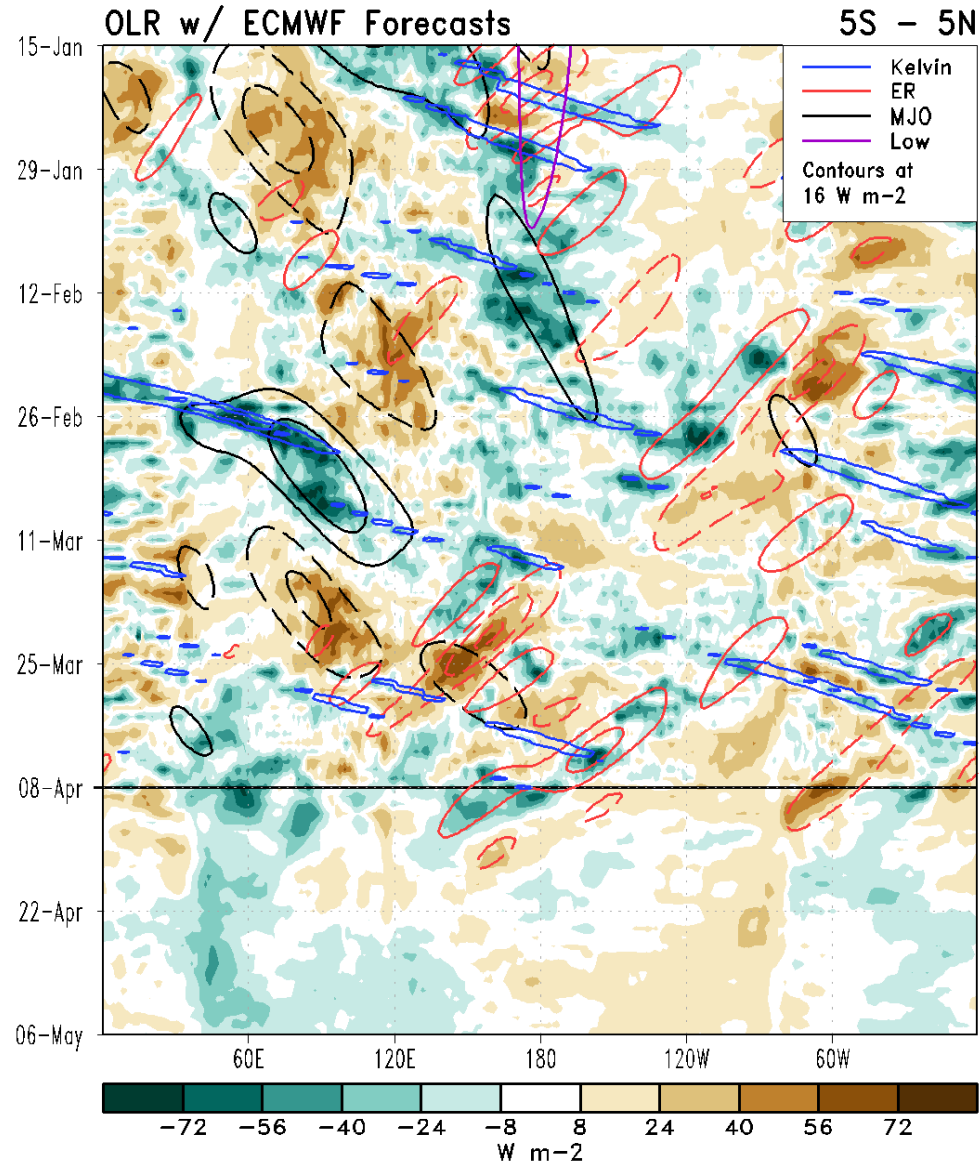 OLR w/ ECMWF Forecasts 5S - 5N
15-Jan
29-Jan
12-Feb
26-Feb
11-Mar
25-Mar
08-Apr
22-Apr
06-May
Kelvin
ER
MJO
Low
Contours at
16 W m-2
60E 120E 180 120W 60W
-72 -56 -40 -24 -8 8 24 40 56 72
W m-2